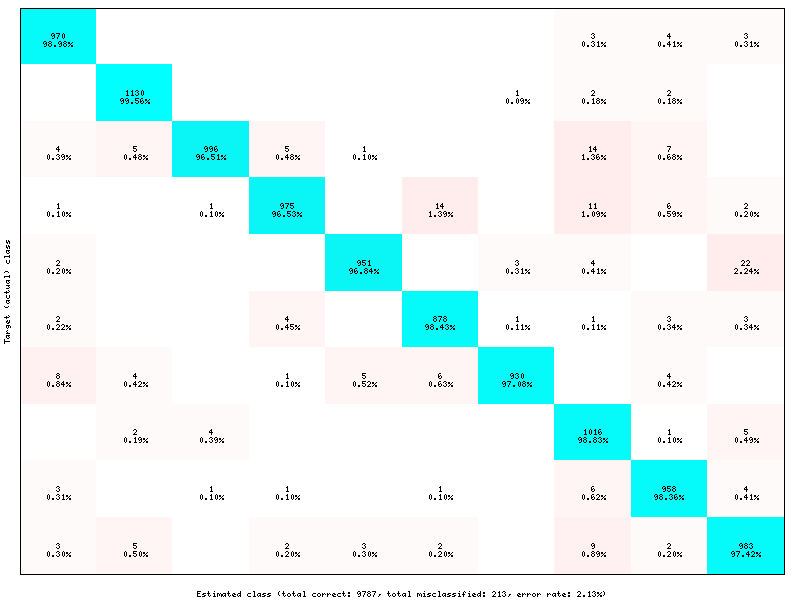 970 3 4 3
98.98% 0.31% 0.41% 0.31%
1130 1 2 2
99.56% 0.09% 0.18% 0.18%
4 5 996 5 1 14 7
0.39% 0.48% 96.51% 0.48% 0.10% 1.36% 0.68%
1 1 975 14 11 6 2
0.10% 0.10% 96.53% 1.39% 1.09% 0.59% 0.20%
2 951 3 4 22
0.20% 96.84% 0.31% 0.41% 2.24%
2 4 878 1 1 3 3
0.22% 0.45% 98.43% 0.11% 0.11% 0.34% 0.34%
8 4 1 5 6 930 4
0.84% 0.42% 0.10% 0.52% 0.63% 97.08% 0.42%
2 4 1016 1 5
0.19% 0.39% 98.83% 0.10% 0.49%
3 1 1 1 6 958 4
0.31% 0.10% 0.10% 0.10% 0.62% 98.36% 0.41%
3 5 2 3 2 9 2 983
0.30% 0.50% 0.20% 0.30% 0.20% 0.89% 0.20% 97.42%
Target (actual) class
Estimated class (total correct: 9787, total misclassified: 213, error rate: 2.13%)